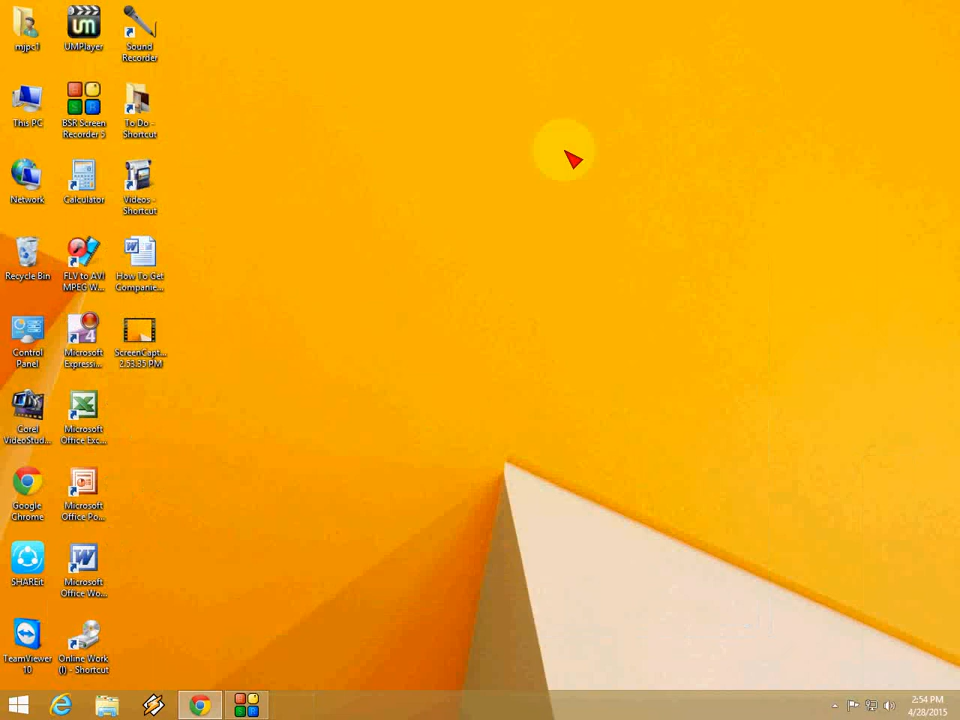 mjpc1
UMPlayer
Sound
Recorder
This PC
BSR Screen
Recorder 5
To Do -
Shortcut
Network
Calculator
Videos -
Shortcut
Recycle Bin
FLV to AVI
MPEG W...
How To Get
Companie...
Control
Panel
Microsoft
Expressi...
ScreenCapt...
2.53.35 PM
Corel
VideoStud...
Microsoft
Office Exc...
Google
Chrome
Microsoft
Office Po...
SHAREit
Microsoft
Office Wo...
TeamViewer
10
Online Work
(I) - Shortcut
2:54 PM
4/28/2015